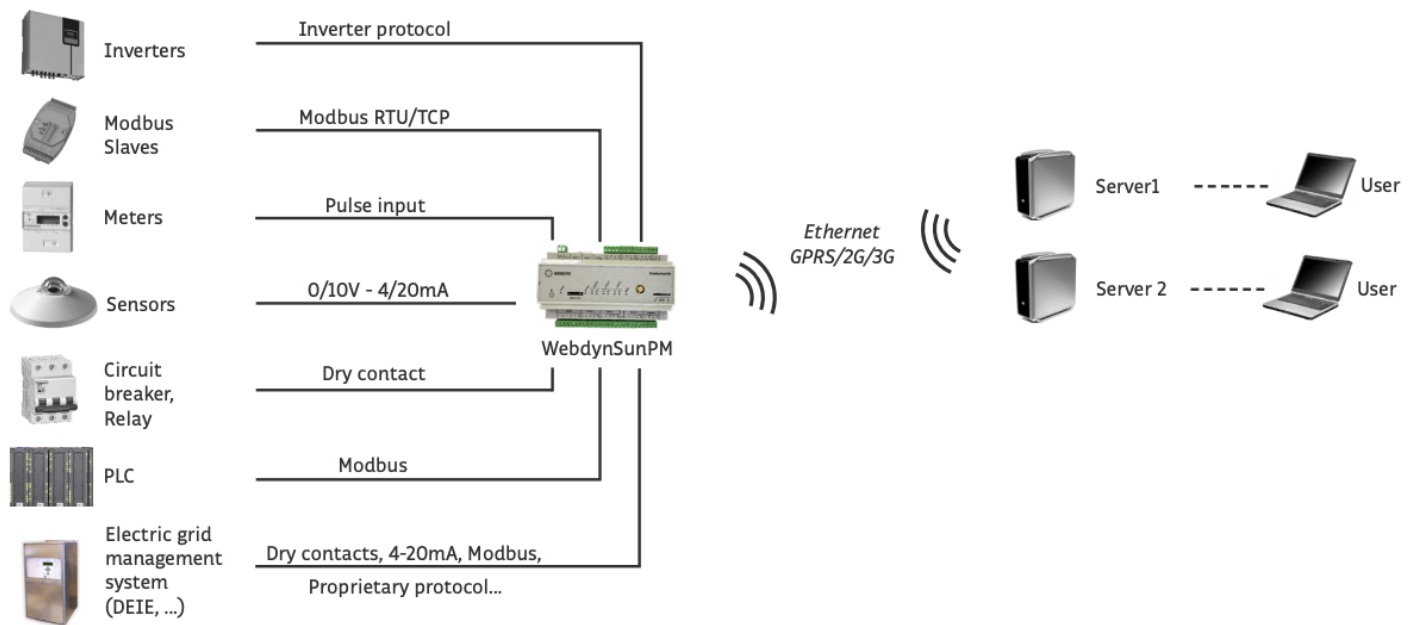 Inverter protocol
Inverters
Modbus RTU/TCP
Modbus
Slaves
Pulse input
Meters
0/10V - 4/20mA
Sensors
WebdynSunPM
Ethernet
GPRS/2G/3G
Server1
User
Server 2
User
Dry contact
Circuit
breaker,
Relay
Modbus
PLC
Electric grid
management
system
(DEIE, ...)
Dry contacts, 4-20mA, Modbus,
Proprietary protocol...